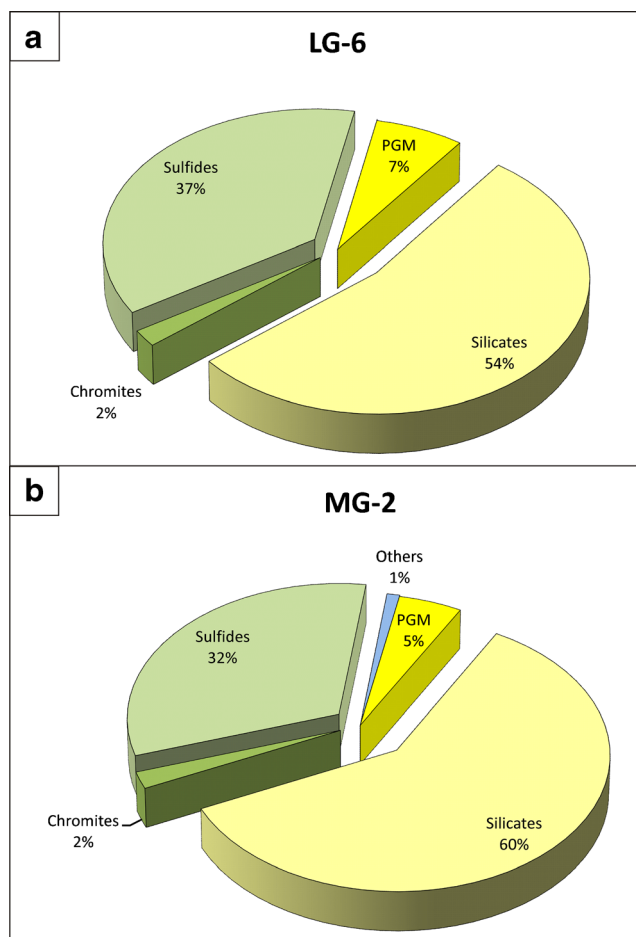 a
LG-6
PGM
7%
Sulfides
37%
Silicates
54%
Chromites
2%
b
MG-2
Others
1%
PGM
5%
Sulfides
32%
Silicates
60%
Chromites
2%